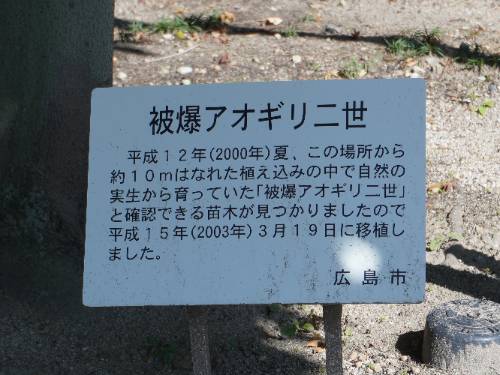 被爆アオギリ二世
平成12年(2000年)夏、この場所から
約10mはなれた植え込みの中で自然の
実生から育っていた「被爆アオギリ二世」
と確認できる苗木が見つかりましたので
平成15年(2003年)3月19日に移植し
ました。
広島市